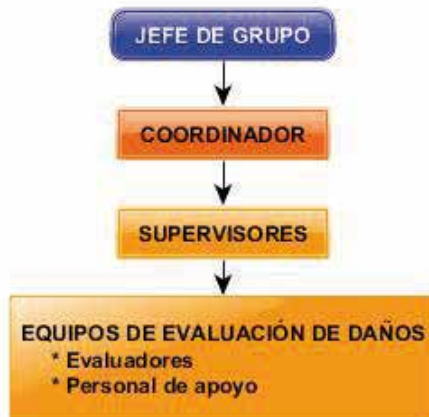 JEFE DE GRUPO
COORDINADOR
SUPERVISORES
EQUIPOS DE EVALUACIÓN DE DAÑOS
* Evaluadores
* Personal de apoyo